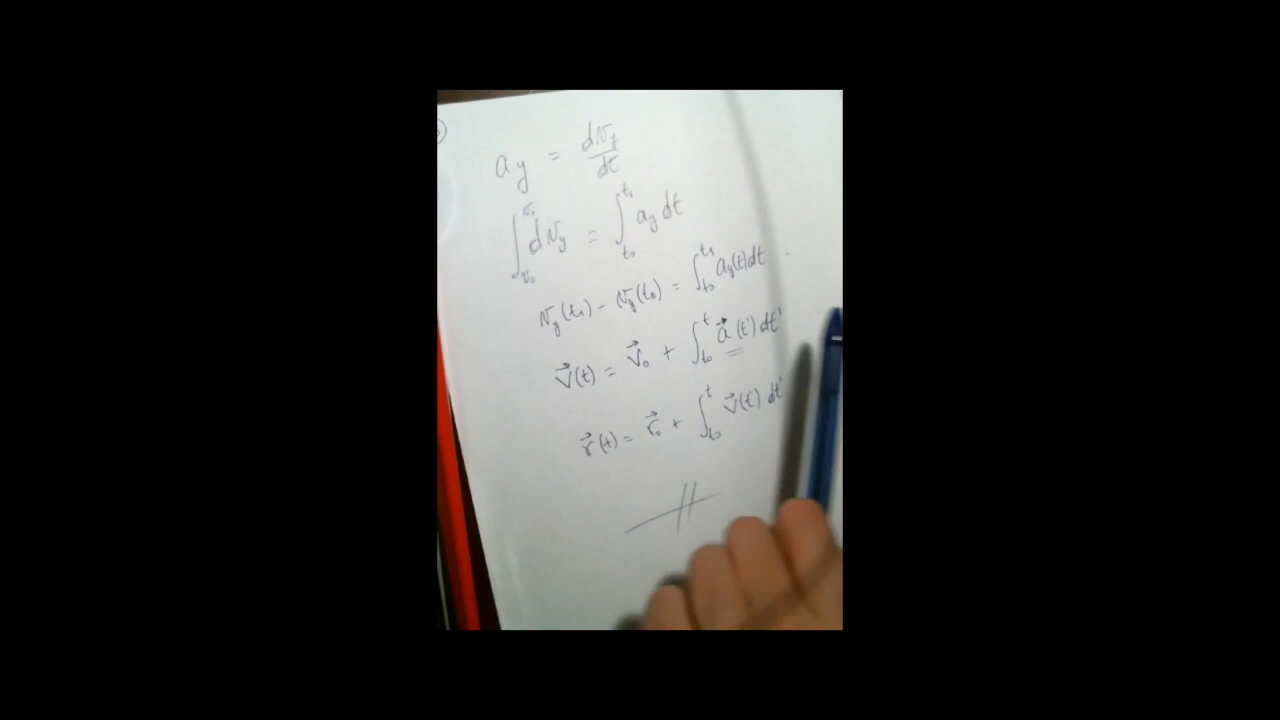 a_y = dv_y/dt
∫_{v_0}^{v_1} dv_y = ∫_{t_0}^{t_1} a_y dt
v_y(t_1) - v_y(t_0) = ∫_{t_0}^{t_1} a_y(t) dt
v⃗(t) = v⃗_0 + ∫_{t_0}^{t} a⃗(t') dt'
r⃗(t) = r⃗_0 + ∫_{t_0}^{t} v⃗(t') dt'